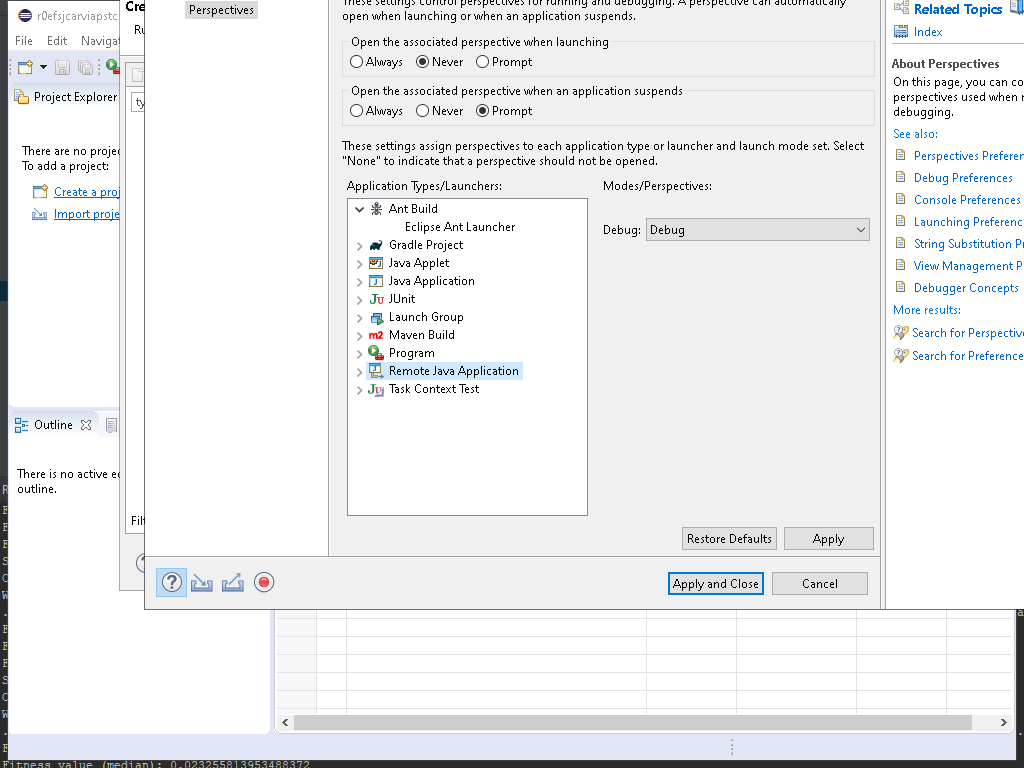 r0efsjcarviapstc
File Edit Naviga
Project Explorer
There are no proje
To add a project:
Create a proj
Import proje
Outline
There is no active e
outline.
Cre
Ru
ty
Filt
Perspectives
These settings control perspectives for running and debugging. A perspective can automatically
open when launching or when an application suspends.
Open the associated perspective when launching
Always Never Prompt
Open the associated perspective when an application suspends
Always Never Prompt
These settings assign perspectives to each application type or launcher and launch mode set. Select
"None" to indicate that a perspective should not be opened.
Application Types/Launchers:
Modes/Perspectives:
Ant Build
Eclipse Ant Launcher
Gradle Project
Java Applet
Java Application
JUnit
Launch Group
Maven Build
Program
Remote Java Application
Task Context Test
Debug: Debug
Restore Defaults Apply
Apply and Close Cancel
Related Topics
Index
About Perspectives
On this page, you can co
perspectives used when r
debugging.
See also:
Perspectives Preferen
Debug Preferences
Console Preferences
Launching Preferenc
String Substitution P
View Management P
Debugger Concepts
More results:
Search for Perspective
Search for Preference
Fitness value (median): 0.023255813953488372